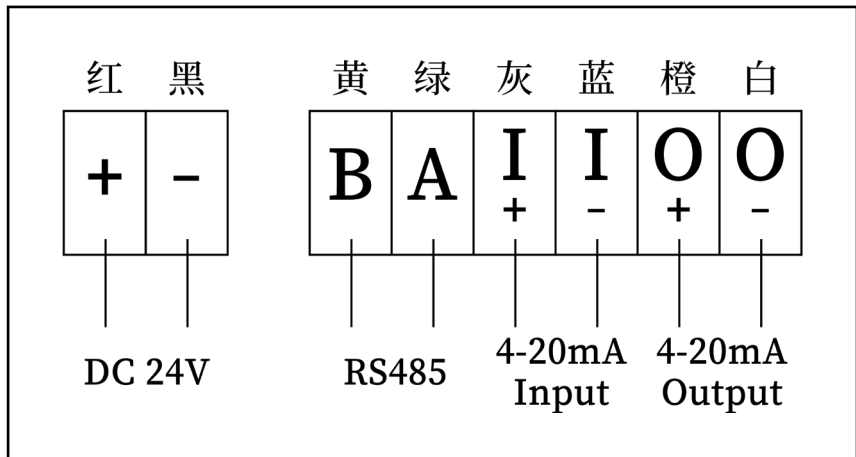 红 黑 黄 绿 灰 蓝 橙 白
+ - B A I+ I- O+ O-
DC 24V RS485 4-20mA Input 4-20mA Output